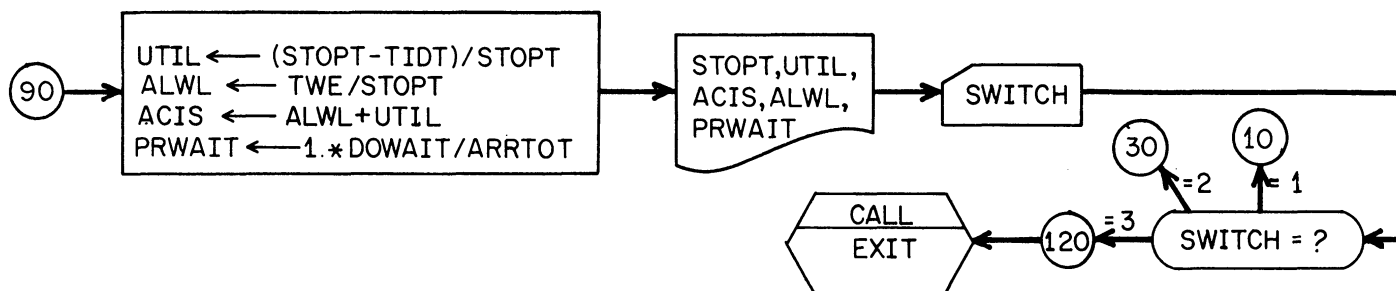 90
UTIL ← (STOPT-TIDT)/STOPT
ALWL ← TWE/STOPT
ACIS ← ALWL+UTIL
PRWAIT ← 1.*DOWAIT/ARRTOT
STOPT,UTIL,
ACIS,ALWL,
PRWAIT
SWITCH
30
10
=2
=1
CALL
EXIT
120
=3
SWITCH = ?